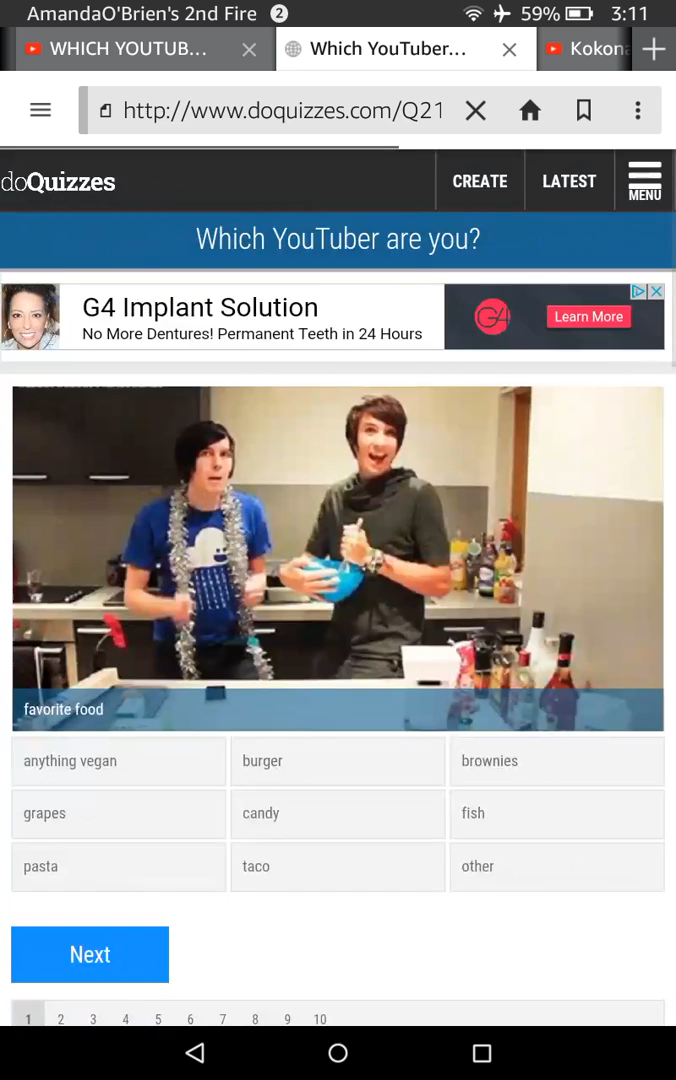 AmandaO'Brien's 2nd Fire 2 59% 3:11
WHICH YOUTUB... Which YouTuber... Kokona
http://www.doquizzes.com/Q21
doQuizzes CREATE LATEST MENU
Which YouTuber are you?
G4 Implant Solution
No More Dentures! Permanent Teeth in 24 Hours
G4 Learn More
favorite food
anything vegan burger brownies
grapes candy fish
pasta taco other
Next
1 2 3 4 5 6 7 8 9 10